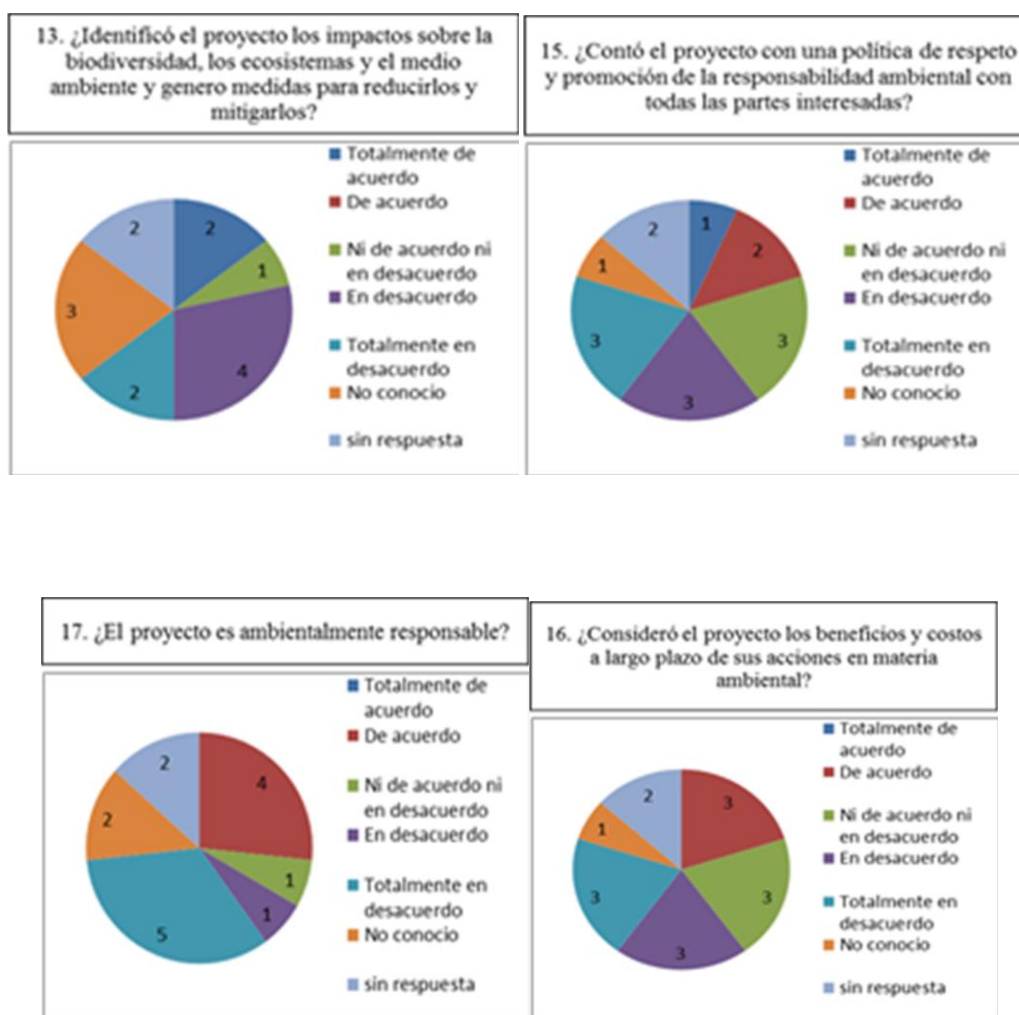 13. ¿Identificó el proyecto los impactos sobre la
biodiversidad, los ecosistemas y el medio
ambiente y genero medidas para reducirlos y
mitigarlos?
Totalmente de
acuerdo
De acuerdo
Ni de acuerdo ni
en desacuerdo
En desacuerdo
Totalmente en
desacuerdo
No conocio
sin respuesta
2
1
4
2
3
2
15. ¿Contó el proyecto con una política de respeto
y promoción de la responsabilidad ambiental con
todas las partes interesadas?
Totalmente de
acuerdo
De acuerdo
Ni de acuerdo ni
en desacuerdo
En desacuerdo
Totalmente en
desacuerdo
No conocio
sin respuesta
1
2
3
3
3
1
2
17. ¿El proyecto es ambientalmente responsable?
Totalmente de
acuerdo
De acuerdo
Ni de acuerdo ni
en desacuerdo
En desacuerdo
Totalmente en
desacuerdo
No conocio
sin respuesta
4
1
1
5
2
2
16. ¿Consideró el proyecto los beneficios y costos
a largo plazo de sus acciones en materia
ambiental?
Totalmente de
acuerdo
De acuerdo
Ni de acuerdo ni
en desacuerdo
En desacuerdo
Totalmente en
desacuerdo
No conocio
sin respuesta
3
3
3
3
1
2